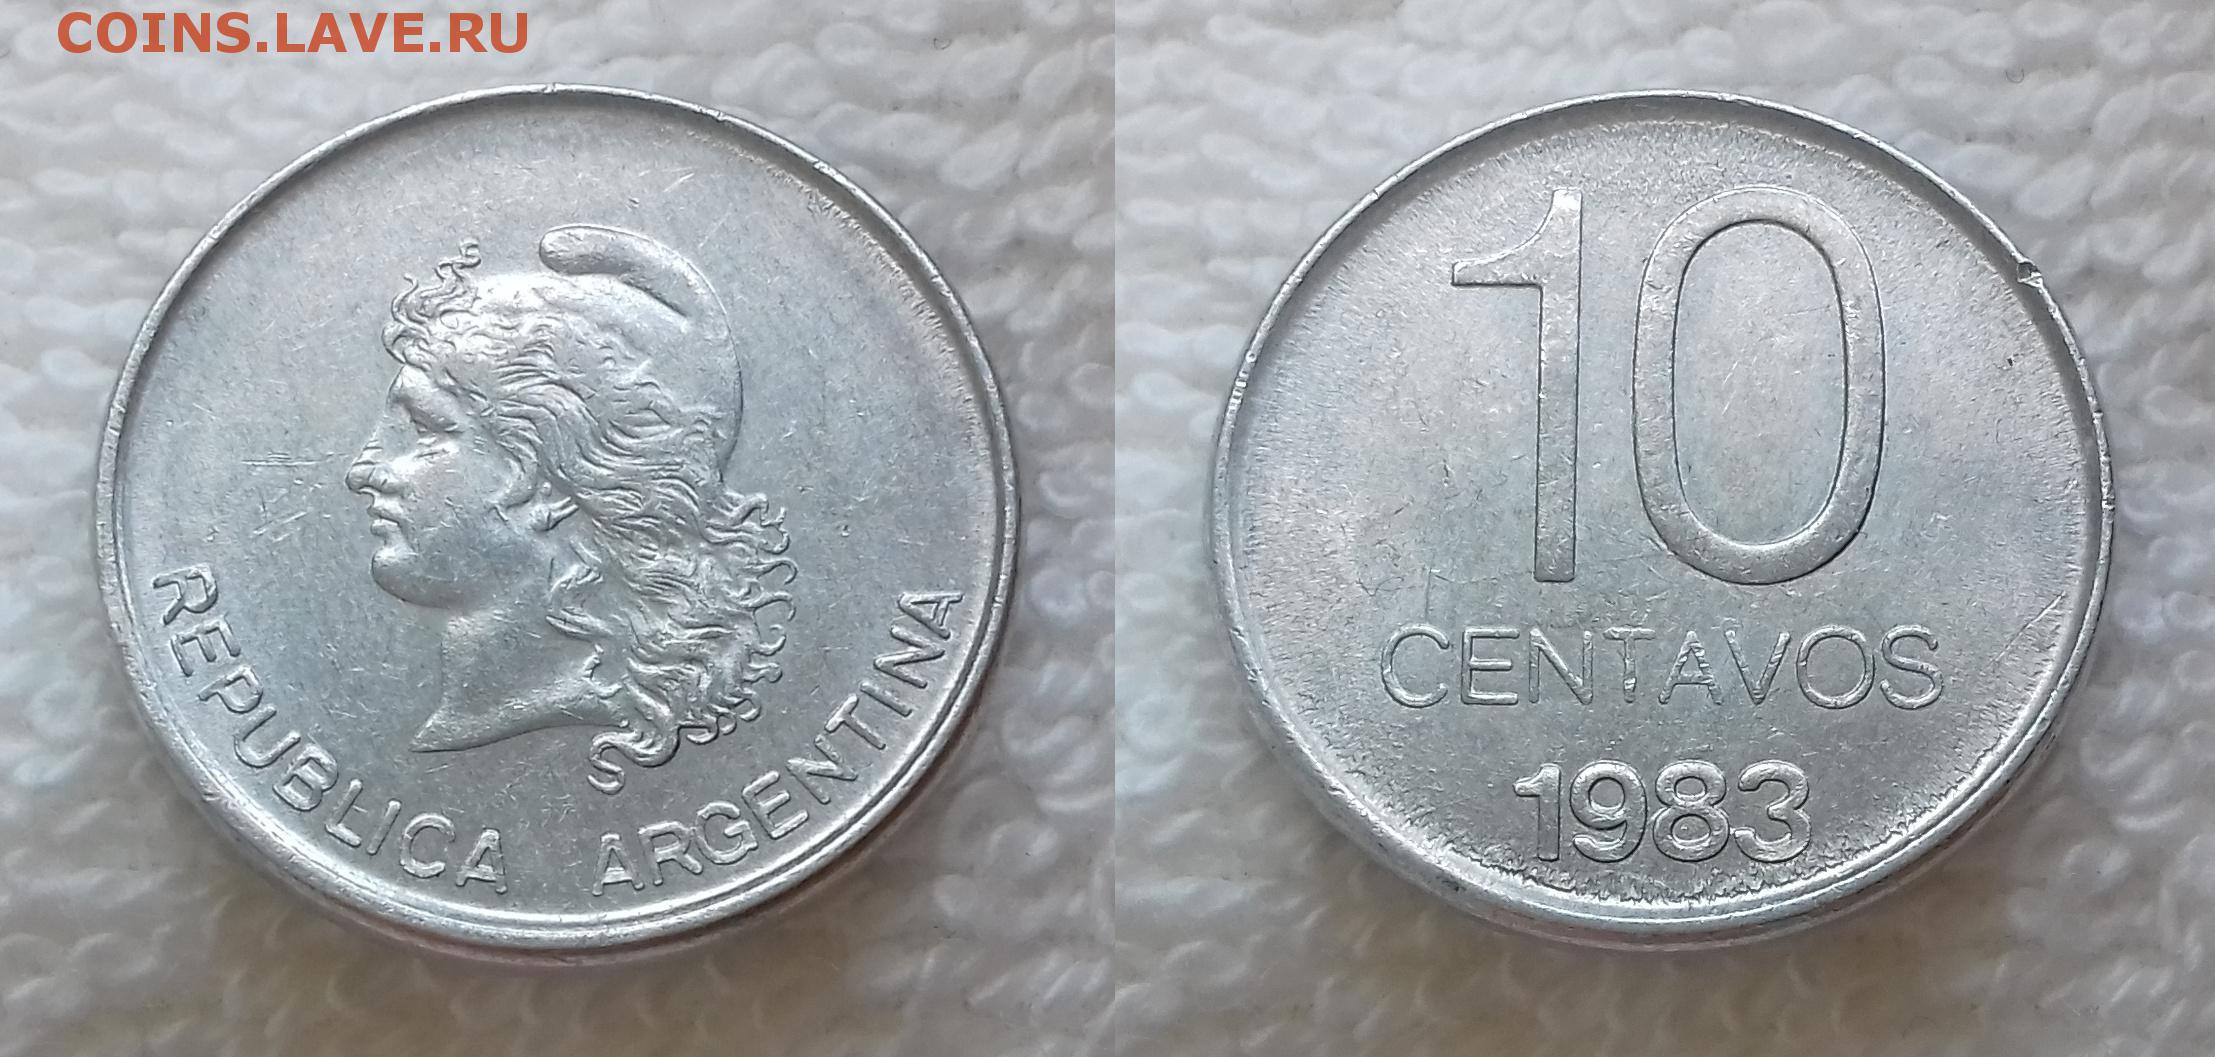 COINS.LAVE.RU
REPUBLICA ARGENTINA
10
CENTAVOS
1983